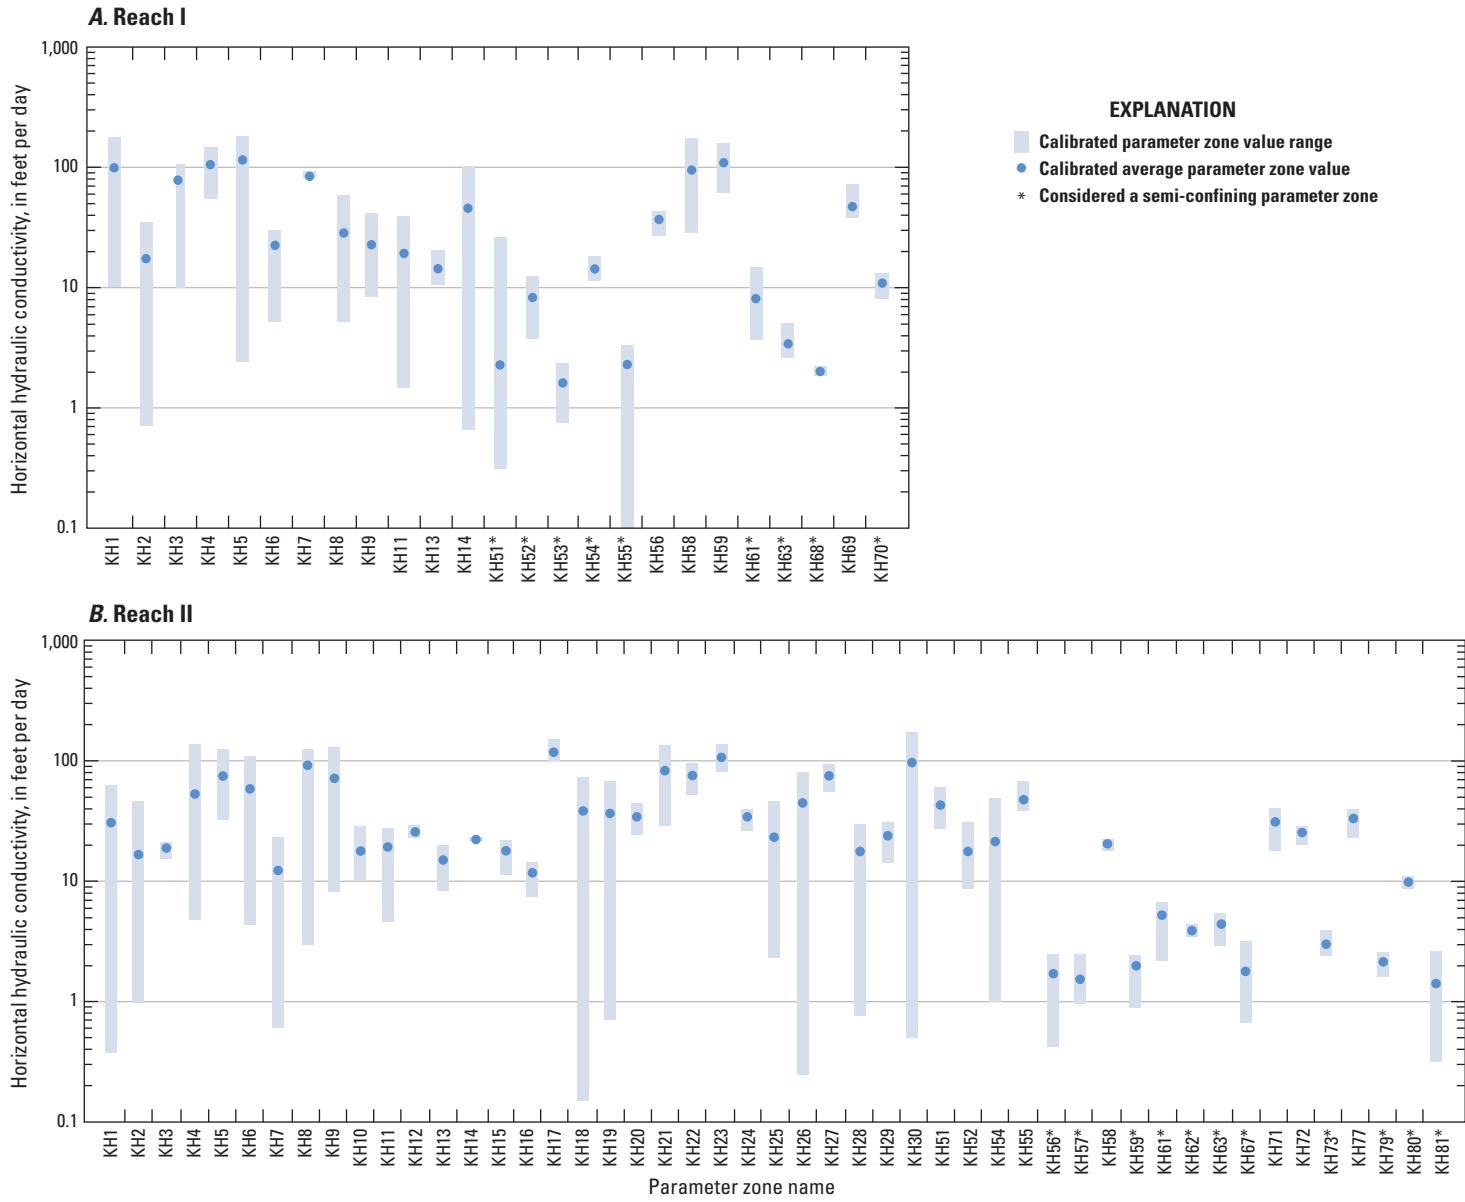 A. Reach I
1,000
100
10
1
0.1
Horizontal hydraulic conductivity, in feet per day
KH1
KH2
KH3
KH4
KH5
KH6
KH7
KH8
KH9
KH11
KH13
KH14
KH51*
KH52*
KH53*
KH54*
KH55*
KH56
KH58
KH59
KH61*
KH63*
KH68*
KH69
KH70*
EXPLANATION
Calibrated parameter zone value range
Calibrated average parameter zone value
* Considered a semi-confining parameter zone
B. Reach II
1,000
100
10
1
0.1
Horizontal hydraulic conductivity, in feet per day
KH1
KH2
KH3
KH4
KH5
KH6
KH7
KH8
KH9
KH10
KH11
KH12
KH13
KH14
KH15
KH16
KH17
KH18
KH19
KH20
KH21
KH22
KH23
KH24
KH25
KH26
KH27
KH28
KH29
KH30
KH51
KH52
KH54
KH55
KH56*
KH57*
KH58
KH59*
KH61*
KH62*
KH63*
KH67*
KH71
KH72
KH73*
KH77
KH79*
KH80*
KH81*
Parameter zone name